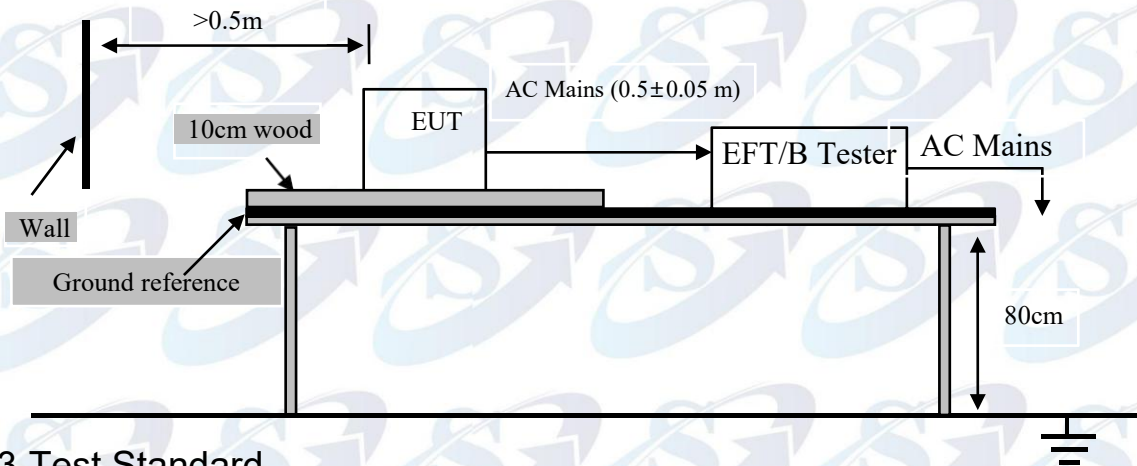 >0.5m
AC Mains (0.5±0.05 m)
EUT
10cm wood
EFT/B Tester
AC Mains
Wall
Ground reference
80cm
3 Test Standard